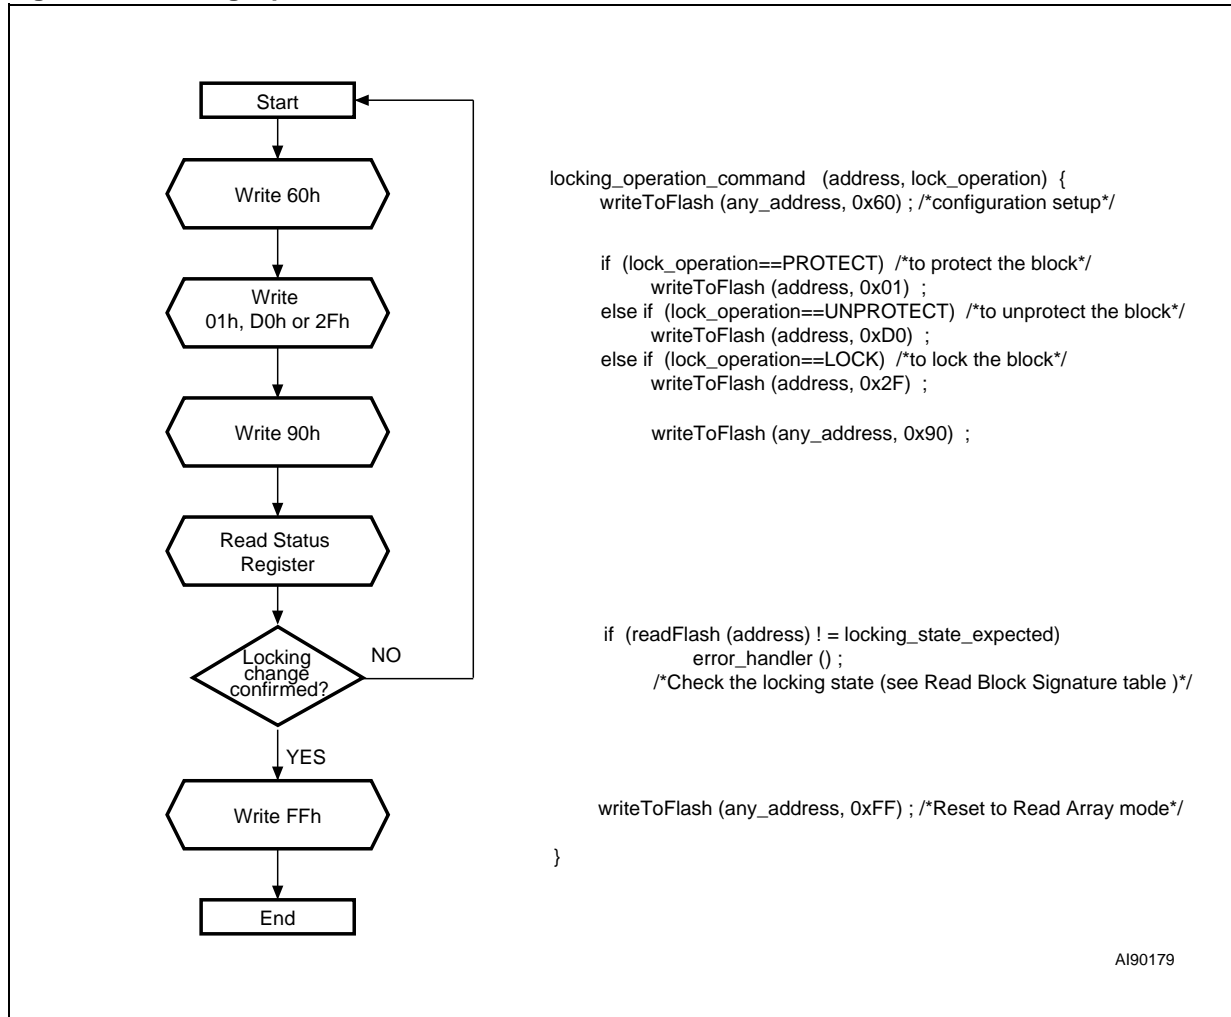 Start
Write 60h
Write
01h, D0h or 2Fh
Write 90h
Read Status
Register
Locking
change
confirmed?
NO
YES
Write FFh
End
locking_operation_command (address, lock_operation) {
writeToFlash (any_address, 0x60) ; /*configuration setup*/
if (lock_operation==PROTECT) /*to protect the block*/
writeToFlash (address, 0x01) ;
else if (lock_operation==UNPROTECT) /*to unprotect the block*/
writeToFlash (address, 0xD0) ;
else if (lock_operation==LOCK) /*to lock the block*/
writeToFlash (address, 0x2F) ;
writeToFlash (any_address, 0x90) ;
if (readFlash (address) ! = locking_state_expected)
error_handler () ;
/*Check the locking state (see Read Block Signature table )*/
writeToFlash (any_address, 0xFF) ; /*Reset to Read Array mode*/
}
AI90179